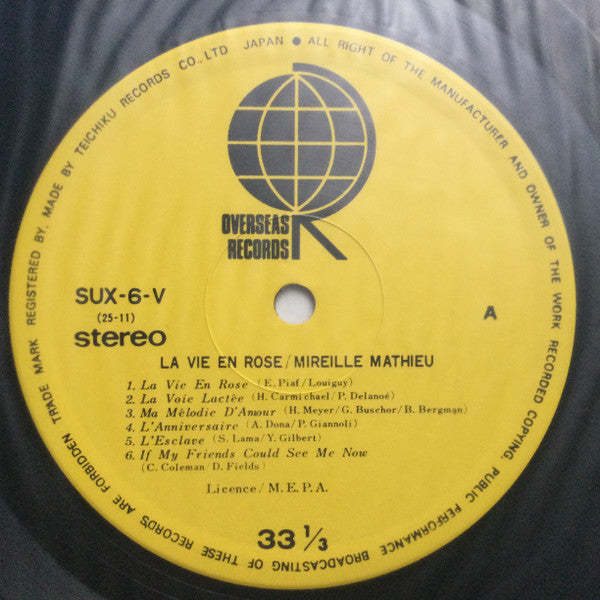 TRADE MARK REGISTERED BY. MADE BY TEICHIKU RECORDS CO., LTD JAPAN ● ALL RIGHT OF THE MANUFACTURER AND OWNER OF THE WORK RECORDED COPYING. PUBLIC PERFORMANCE BROADCASTING OF THESE RECORDS ARE FORBIDDEN
OVERSEAS
RECORDS
SUX-6-V
(25-11)
stereo
A
LA VIE EN ROSE/MIREILLE MATHIEU
1. La Vie En Rose (E. Piaf/Louiguy)
2. La Voie Lactée (H. Carmichael/P. Delanoé)
3. Ma Mélodie D'Amour (H. Meyer/G. Buschor/B. Bergman)
4. L'Anniversaire (A. Dona/P. Giannoli)
5. L'Esclave (S. Lama/Y. Gilbert)
6. If My Friends Could See Me Now
(C. Coleman/D. Fields)
Licence/M.E.P.A.
33 1/3